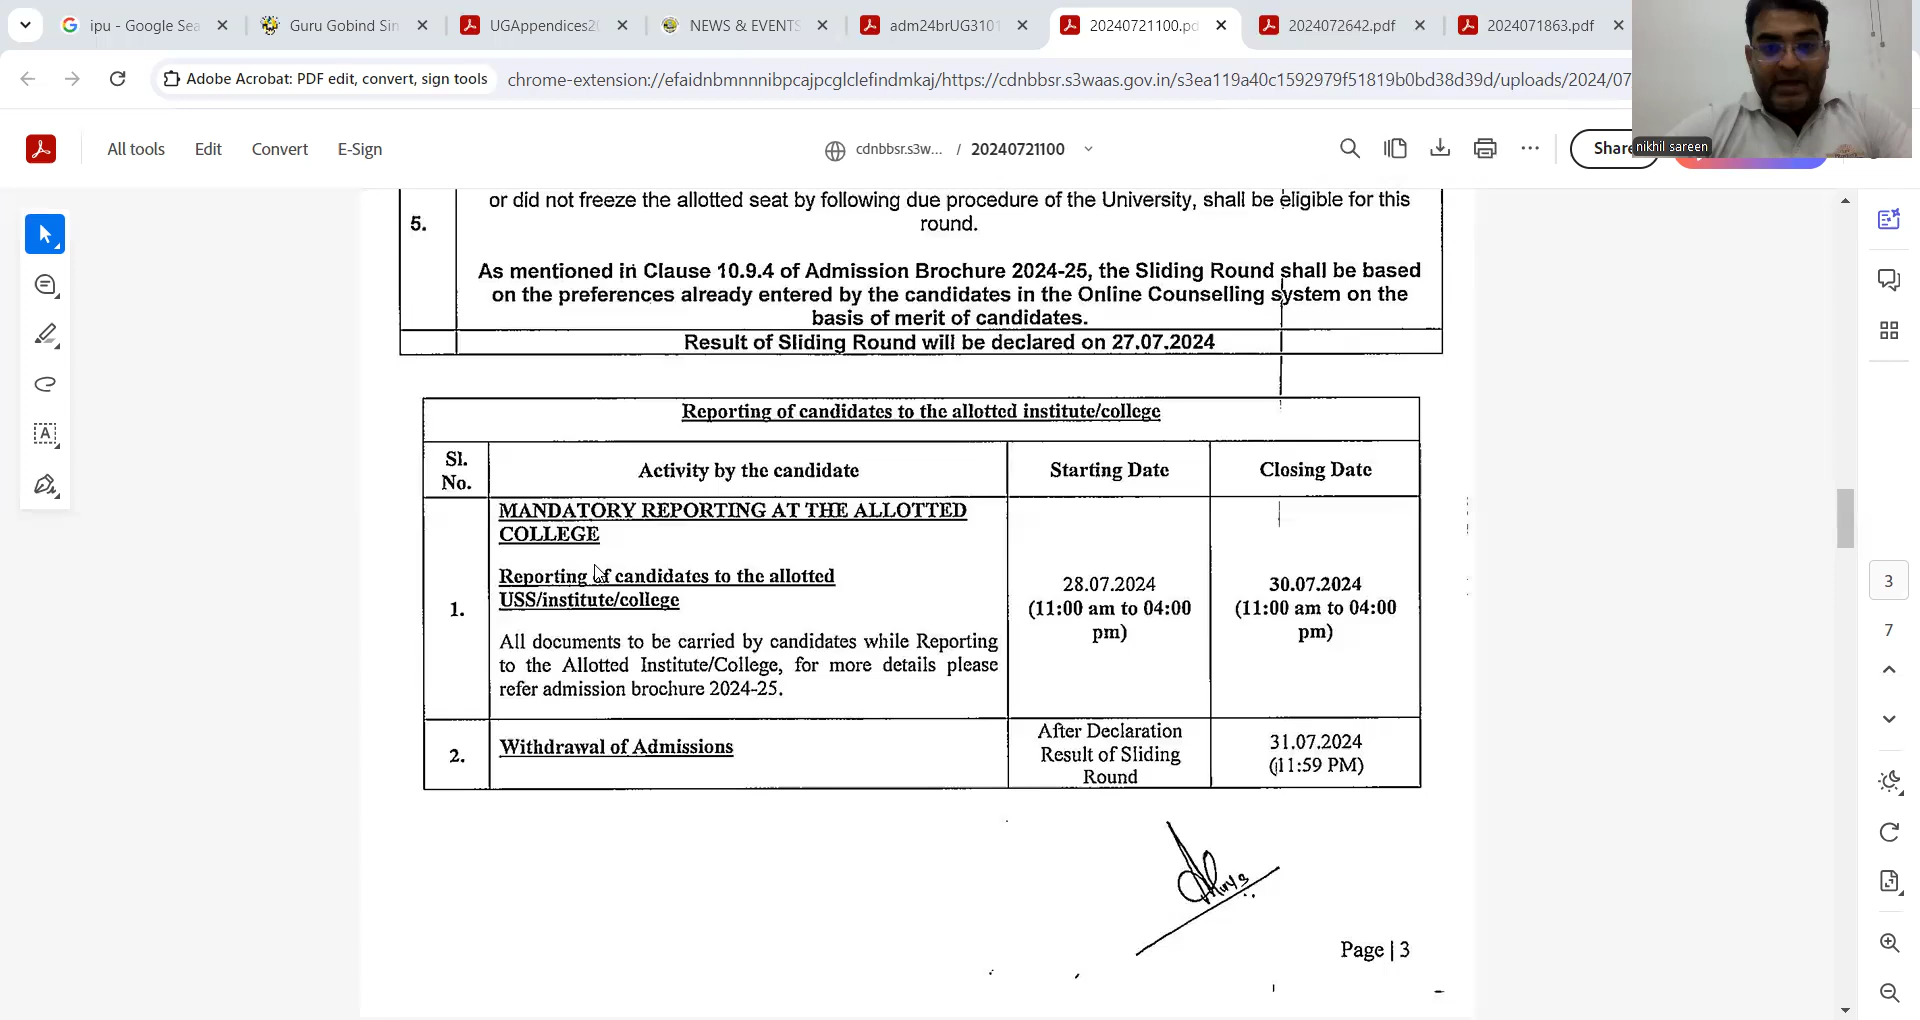 ipu - Google Sea
Guru Gobind Sin
UGAppendices2
NEWS & EVENTS
adm24brUG3101
20240721100.pd
2024072642.pdf
2024071863.pdf
Adobe Acrobat: PDF edit, convert, sign tools
chrome-extension://efaidnbmnnnibpcajpcglclefindmkaj/https://cdnbbsr.s3waas.gov.in/s3ea119a40c1592979f51819b0bd38d39d/uploads/2024/07
nikhil sareen
All tools
Edit
Convert
E-Sign
cdnbbsr.s3w... / 20240721100
Share
or did not freeze the allotted seat by following due procedure of the University, shall be eligible for this
5.
round.
As mentioned in Clause 10.9.4 of Admission Brochure 2024-25, the Sliding Round shall be based
on the preferences already entered by the candidates in the Online Counselling system on the
basis of merit of candidates.
Result of Sliding Round will be declared on 27.07.2024
Reporting of candidates to the allotted institute/college
Sl.
No.
Activity by the candidate
Starting Date
Closing Date
1.
MANDATORY REPORTING AT THE ALLOTTED
COLLEGE
Reporting of candidates to the allotted
USS/institute/college
All documents to be carried by candidates while Reporting
to the Allotted Institute/College, for more details please
refer admission brochure 2024-25.
28.07.2024
(11:00 am to 04:00
pm)
30.07.2024
(11:00 am to 04:00
pm)
2.
Withdrawal of Admissions
After Declaration
Result of Sliding
Round
31.07.2024
(11:59 PM)
Page | 3
3
7